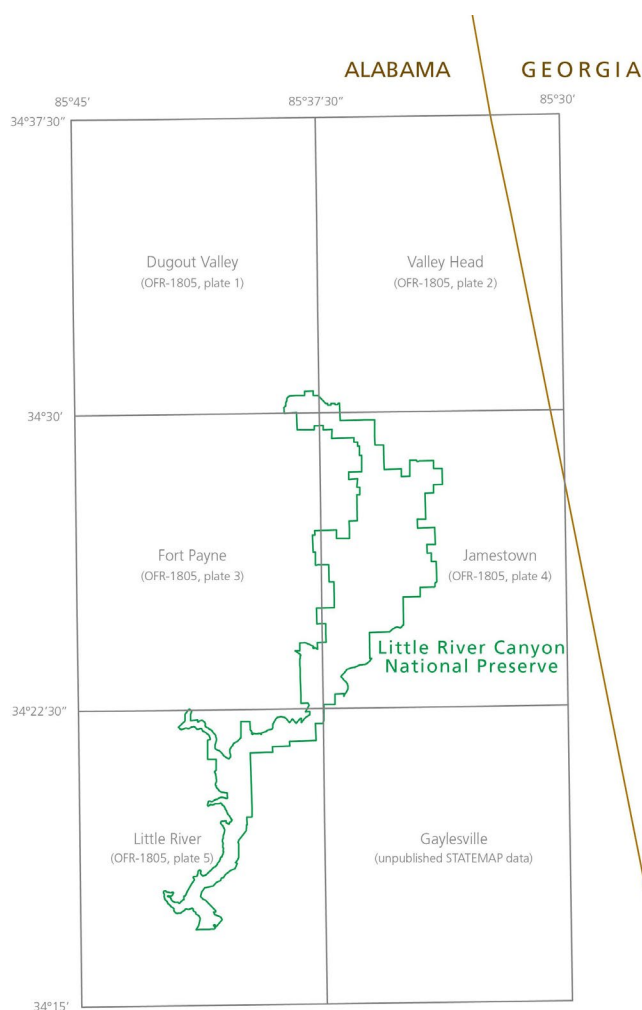 ALABAMA GEORGIA
85°45' 85°37'30" 85°30'
34°37'30"
Dugout Valley
(OFR-1805, plate 1)
Valley Head
(OFR-1805, plate 2)
34°30'
Fort Payne
(OFR-1805, plate 3)
Jamestown
(OFR-1805, plate 4)
Little River Canyon
National Preserve
34°22'30"
Little River
(OFR-1805, plate 5)
Gaylesville
(unpublished STATEMAP data)
34°15'